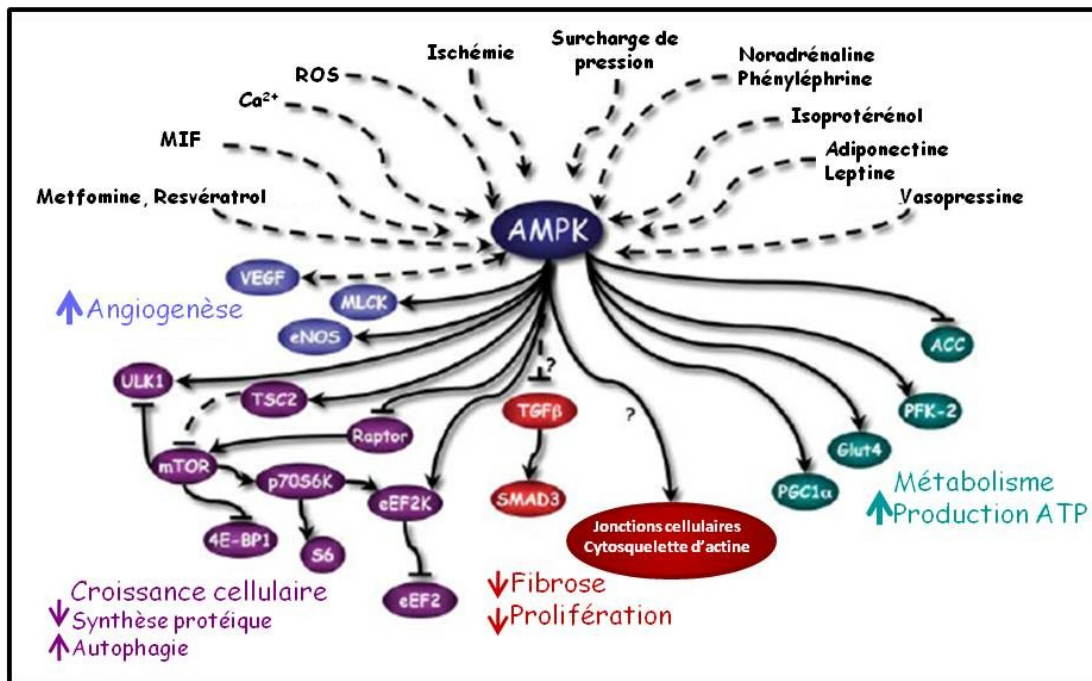 Ischémie
Surcharge de
pression
Noradrénaline
Phényléphrine
ROS
Ca²⁺
Isoprotérénol
MIF
Adiponectine
Leptine
Metfomine, Resvératrol
Vasopressine
AMPK
VEGF
MLCK
eNOS
Angiogenèse
ACC
ULK1
TSC2
?
TGFβ
?
PFK-2
Raptor
Glut4
mTOR
p70S6K
eEF2K
SMAD3
PGC1α
Métabolisme
Production ATP
4E-BP1
S6
Jonctions cellulaires
Cytosquelette d'actine
eEF2
Croissance cellulaire
Synthèse protéique
Autophagie
Fibrose
Prolifération